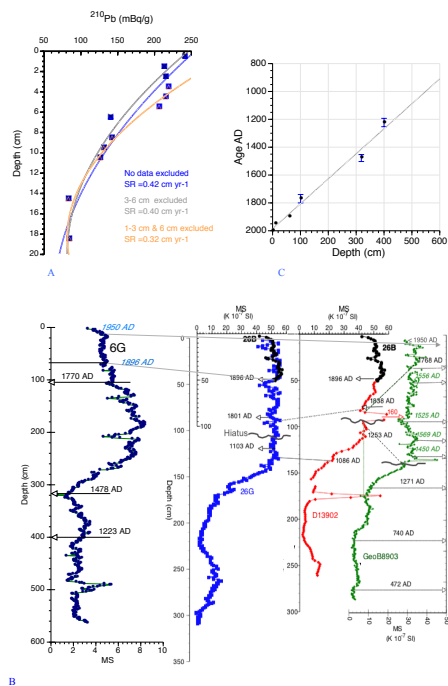 210Pb (mBq/g)
50 100 150 200 250
0
2
4
6
8
10
12
14
16
18
20
Depth (cm)
No data excluded
SR =0.42 cm yr-1
3-6 cm excluded
SR =0.40 cm yr-1
1-3 cm & 6 cm excluded
SR =0.32 cm yr-1
A
800
1000
1200
1400
1600
1800
2000
Age AD
0 100 200 300 400 500 600
Depth (cm)
C
0
100
200
300
400
500
600
Depth (cm)
1950 AD
6G
1896 AD
1770 AD
1478 AD
1223 AD
0 2 4 6 8 10
MS
MS
(K 10-7 SI)
0 10 20 30 40 50 60
26B
1896 AD
50
1801 AD
100
Hiatus
1103 AD
26G
0
50
100
150
200
250
300
350
Depth (cm)
MS
(K 10-7 SI)
0 10 20 30 40 50 60
26B
1896 AD
50
1838 AD
160
100
1253 AD
1086 AD
D13902
0
50
100
150
200
250
300
1950 AD
1768 AD
1556 AD
1525 AD
1569 AD
1450 AD
1271 AD
740 AD
GeoB8903
472 AD
0 10 20 30 40 50
MS
(K 10-7 SI)
B